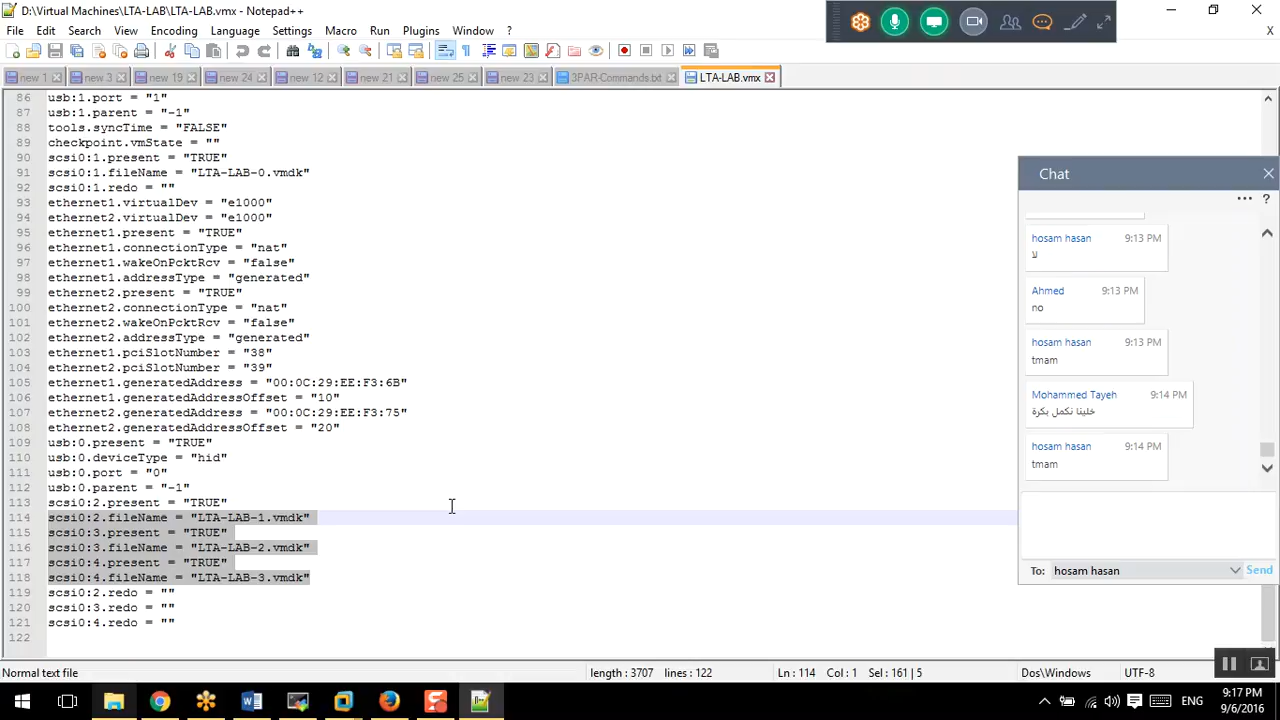 D:\Virtual Machines\LTA-LAB\LTA-LAB.vmx - Notepad++
File Edit Search View Encoding Language Settings Macro Run Plugins Window ?
X
new 1 new 3 new 19 new 24 new 12 new 21 new 25 new 23 3PAR-Commands.txt LTA-LAB.vmx
86 usb:1.port = "1"
87 usb:1.parent = "-1"
88 tools.syncTime = "FALSE"
89 checkpoint.vmState = ""
90 scsi0:1.present = "TRUE"
91 scsi0:1.fileName = "LTA-LAB-0.vmdk"
92 scsi0:1.redo = ""
93 ethernet1.virtualDev = "e1000"
94 ethernet2.virtualDev = "e1000"
95 ethernet1.present = "TRUE"
96 ethernet1.connectionType = "nat"
97 ethernet1.wakeOnPcktRcv = "false"
98 ethernet1.addressType = "generated"
99 ethernet2.present = "TRUE"
100 ethernet2.connectionType = "nat"
101 ethernet2.wakeOnPcktRcv = "false"
102 ethernet2.addressType = "generated"
103 ethernet1.pciSlotNumber = "38"
104 ethernet2.pciSlotNumber = "39"
105 ethernet1.generatedAddress = "00:0C:29:EE:F3:6B"
106 ethernet1.generatedAddressOffset = "10"
107 ethernet2.generatedAddress = "00:0C:29:EE:F3:75"
108 ethernet2.generatedAddressOffset = "20"
109 usb:0.present = "TRUE"
110 usb:0.deviceType = "hid"
111 usb:0.port = "0"
112 usb:0.parent = "-1"
113 scsi0:2.present = "TRUE"
114 scsi0:2.fileName = "LTA-LAB-1.vmdk"
115 scsi0:3.present = "TRUE"
116 scsi0:3.fileName = "LTA-LAB-2.vmdk"
117 scsi0:4.present = "TRUE"
118 scsi0:4.fileName = "LTA-LAB-3.vmdk"
119 scsi0:2.redo = ""
120 scsi0:3.redo = ""
121 scsi0:4.redo = ""
122
Chat
... ?
hosam hasan 9:13 PM
لا
Ahmed 9:13 PM
no
hosam hasan 9:13 PM
tmam
Mohammed Tayeh 9:14 PM
خلينا نكمل بكرة
hosam hasan 9:14 PM
tmam
To: hosam hasan Send
Normal text file length : 3707 lines : 122 Ln : 114 Col : 1 Sel : 161 | 5 Dos\Windows UTF-8
ENG 9:17 PM
9/6/2016